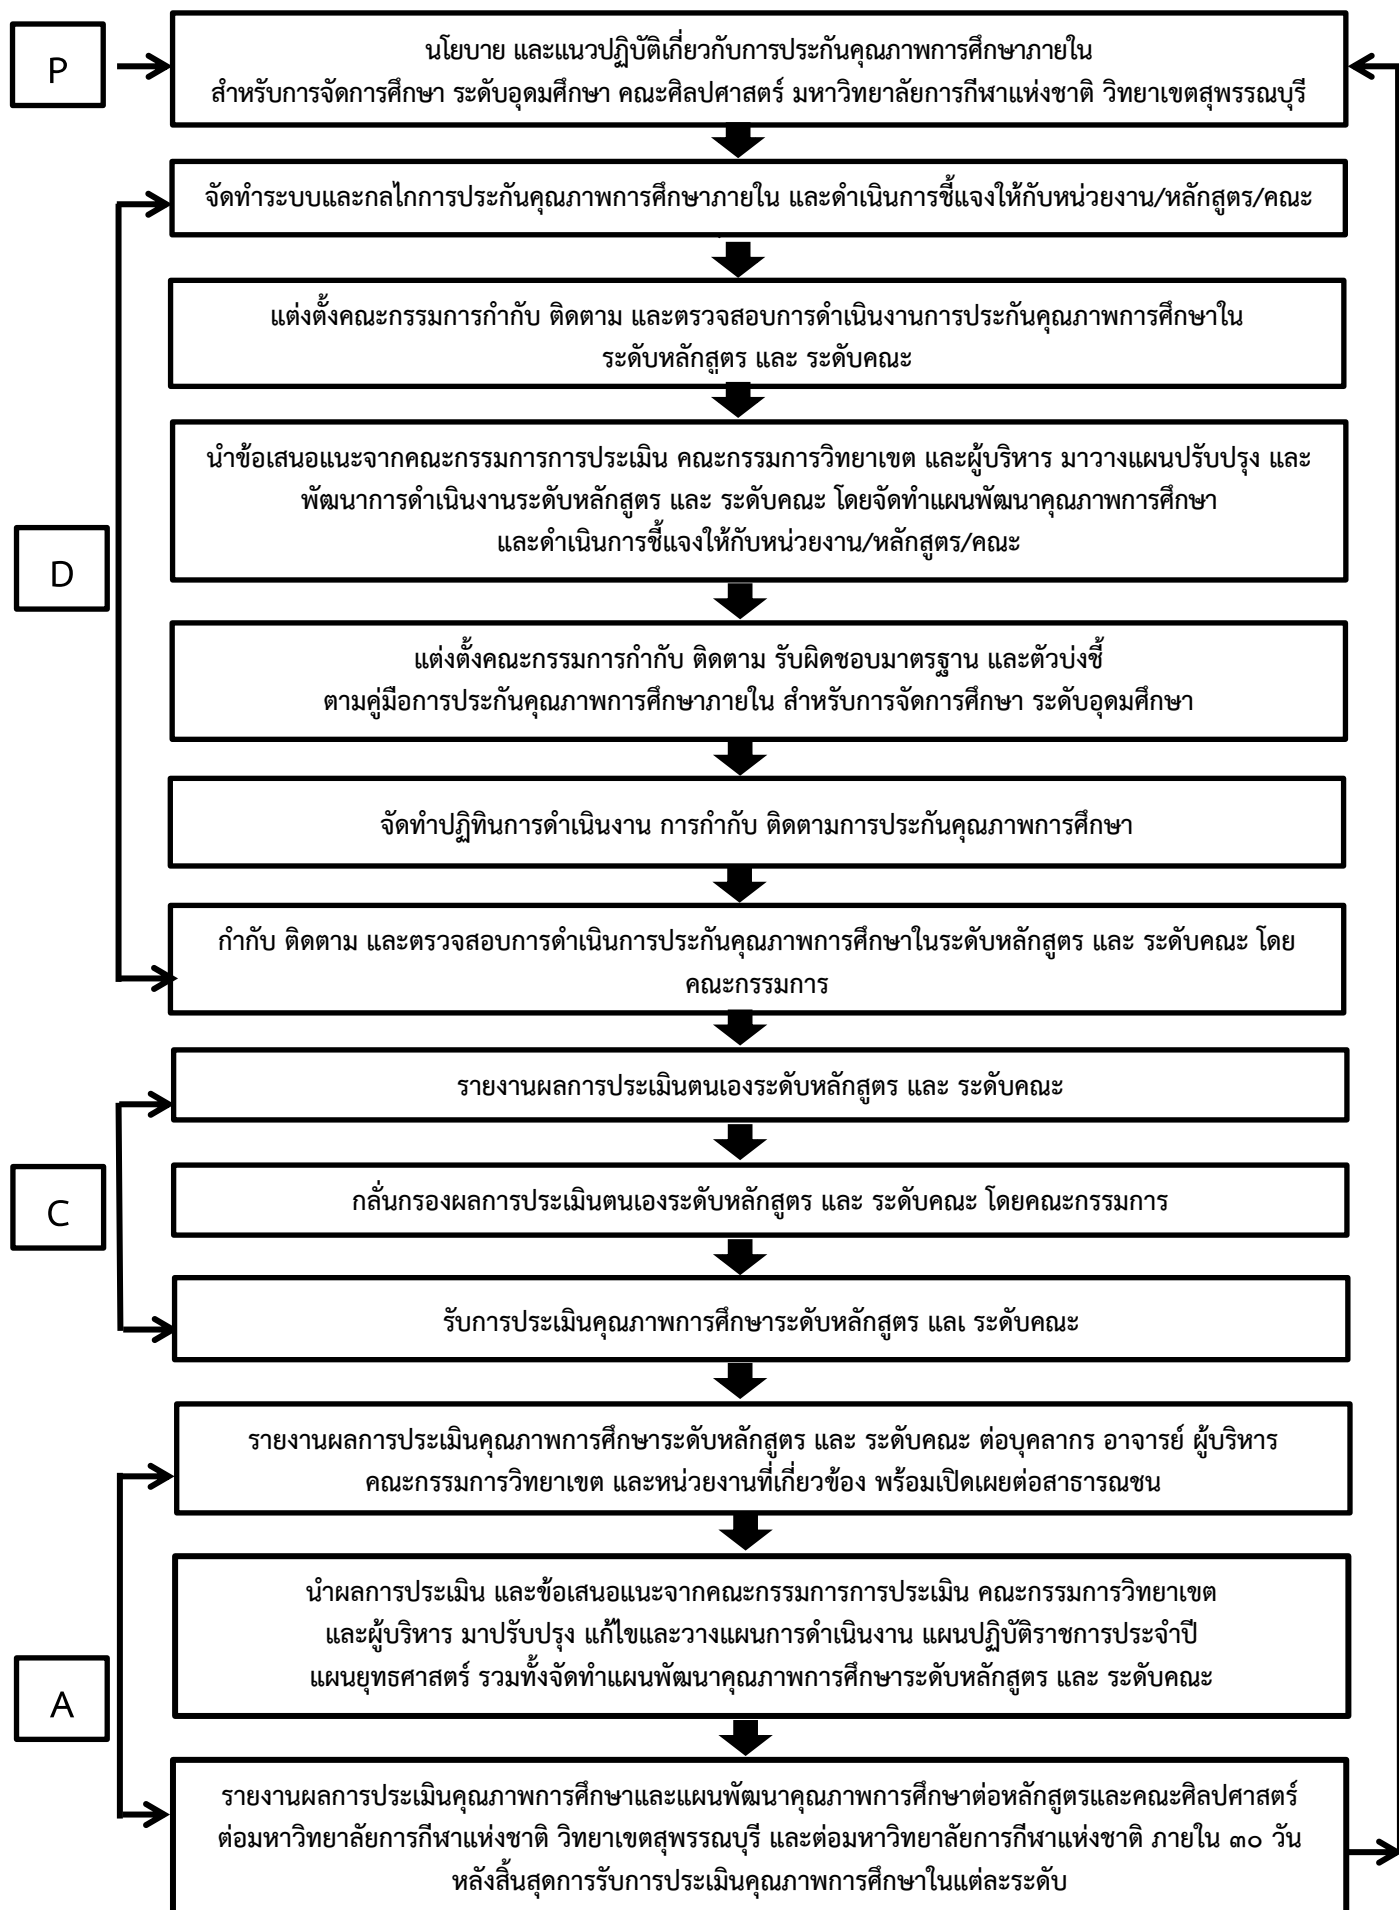 P
นโยบาย และแนวปฏิบัติเกี่ยวกับการประกันคุณภาพการศึกษาภายใน
สำหรับการจัดการศึกษา ระดับอุดมศึกษา คณะศิลปศาสตร์ มหาวิทยาลัยการกีฬาแห่งชาติ วิทยาเขตสุพรรณบุรี
จัดทำระบบและกลไกการประกันคุณภาพการศึกษาภายใน และดำเนินการชี้แจงให้กับหน่วยงาน/หลักสูตร/คณะ
แต่งตั้งคณะกรรมการกำกับ ติดตาม และตรวจสอบการดำเนินงานการประกันคุณภาพการศึกษาใน
ระดับหลักสูตร และ ระดับคณะ
นำข้อเสนอแนะจากคณะกรรมการการประเมิน คณะกรรมการวิทยาเขต และผู้บริหาร มาวางแผนปรับปรุง และ
พัฒนาการดำเนินงานระดับหลักสูตร และ ระดับคณะ โดยจัดทำแผนพัฒนาคุณภาพการศึกษา
และดำเนินการชี้แจงให้กับหน่วยงาน/หลักสูตร/คณะ
D
แต่งตั้งคณะกรรมการกำกับ ติดตาม รับผิดชอบมาตรฐาน และตัวบ่งชี้
ตามคู่มือการประกันคุณภาพการศึกษาภายใน สำหรับการจัดการศึกษา ระดับอุดมศึกษา
จัดทำปฏิทินการดำเนินงาน การกำกับ ติดตามการประกันคุณภาพการศึกษา
กำกับ ติดตาม และตรวจสอบการดำเนินการประกันคุณภาพการศึกษาในระดับหลักสูตร และ ระดับคณะ โดย
คณะกรรมการ
รายงานผลการประเมินตนเองระดับหลักสูตร และ ระดับคณะ
C
กลั่นกรองผลการประเมินตนเองระดับหลักสูตร และ ระดับคณะ โดยคณะกรรมการ
รับการประเมินคุณภาพการศึกษาระดับหลักสูตร แลเ ระดับคณะ
รายงานผลการประเมินคุณภาพการศึกษาระดับหลักสูตร และ ระดับคณะ ต่อบุคลากร อาจารย์ ผู้บริหาร
คณะกรรมการวิทยาเขต และหน่วยงานที่เกี่ยวข้อง พร้อมเปิดเผยต่อสาธารณชน
นำผลการประเมิน และข้อเสนอแนะจากคณะกรรมการการประเมิน คณะกรรมการวิทยาเขต
และผู้บริหาร มาปรับปรุง แก้ไขและวางแผนการดำเนินงาน แผนปฏิบัติราชการประจำปี
แผนยุทธศาสตร์ รวมทั้งจัดทำแผนพัฒนาคุณภาพการศึกษาระดับหลักสูตร และ ระดับคณะ
A
รายงานผลการประเมินคุณภาพการศึกษาและแผนพัฒนาคุณภาพการศึกษาต่อหลักสูตรและคณะศิลปศาสตร์
ต่อมหาวิทยาลัยการกีฬาแห่งชาติ วิทยาเขตสุพรรณบุรี และต่อมหาวิทยาลัยการกีฬาแห่งชาติ ภายใน ๓๐ วัน
หลังสิ้นสุดการรับการประเมินคุณภาพการศึกษาในแต่ละระดับ